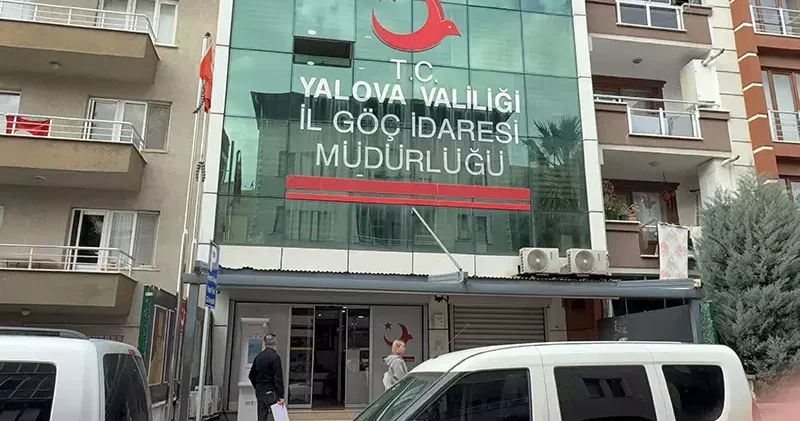 T.C.
YALOVA VALİLİĞİ
İL GÖÇ İDARESİ
MÜDÜRLÜĞÜ